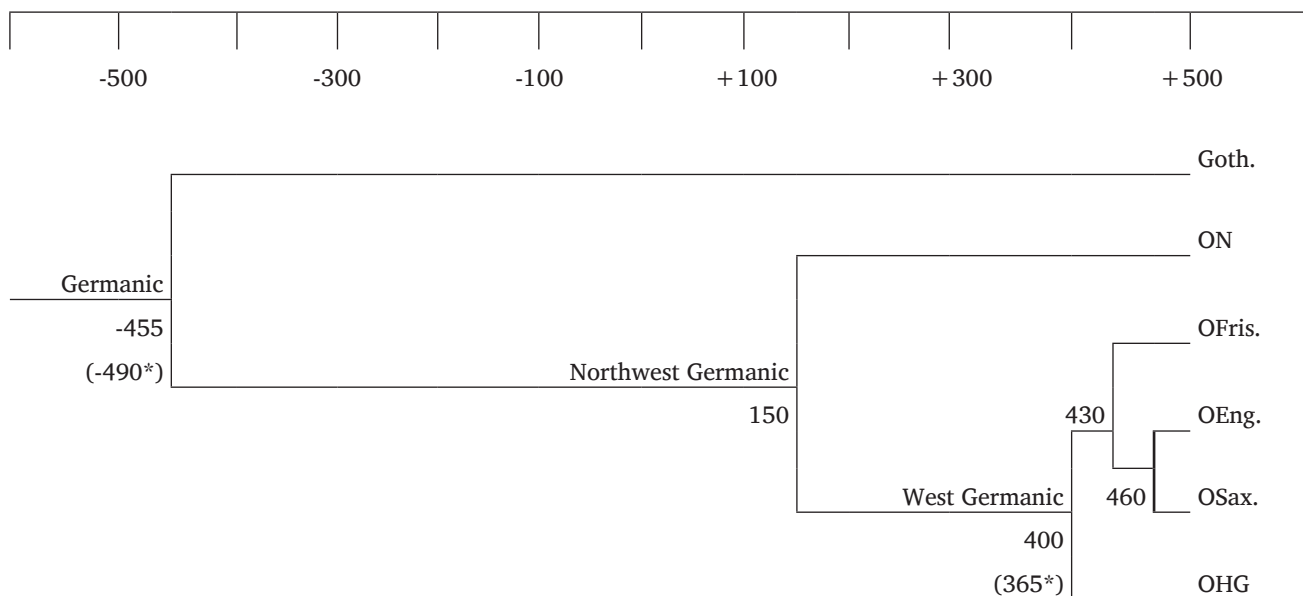 -500 -300 -100 +100 +300 +500
Goth.
ON
Germanic
-455
OFris.
(-490*)
Northwest Germanic
150
430
OEng.
West Germanic
460
OSax.
400
(365*)
OHG